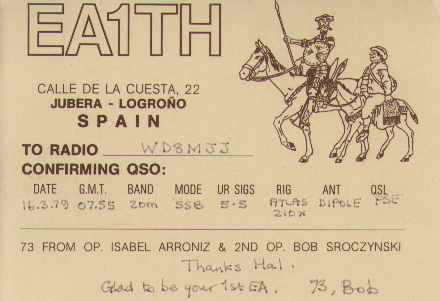 EA1TH
CALLE DE LA CUESTA, 22
JUBERA - LOGROÑO
SPAIN
TO RADIO WD8MJJ
CONFIRMING QSO:
DATE G.M.T. BAND MODE UR SIGS RIG ANT QSL
16.3.79 07.55 20m SSB 5-5 ATLAS DIPOLE PSE
210X
73 FROM OP. ISABEL ARRONIZ & 2ND OP. BOB SROCZYNSKI
Thanks Hal.
Glad to be your 1st EA. 73, Bob